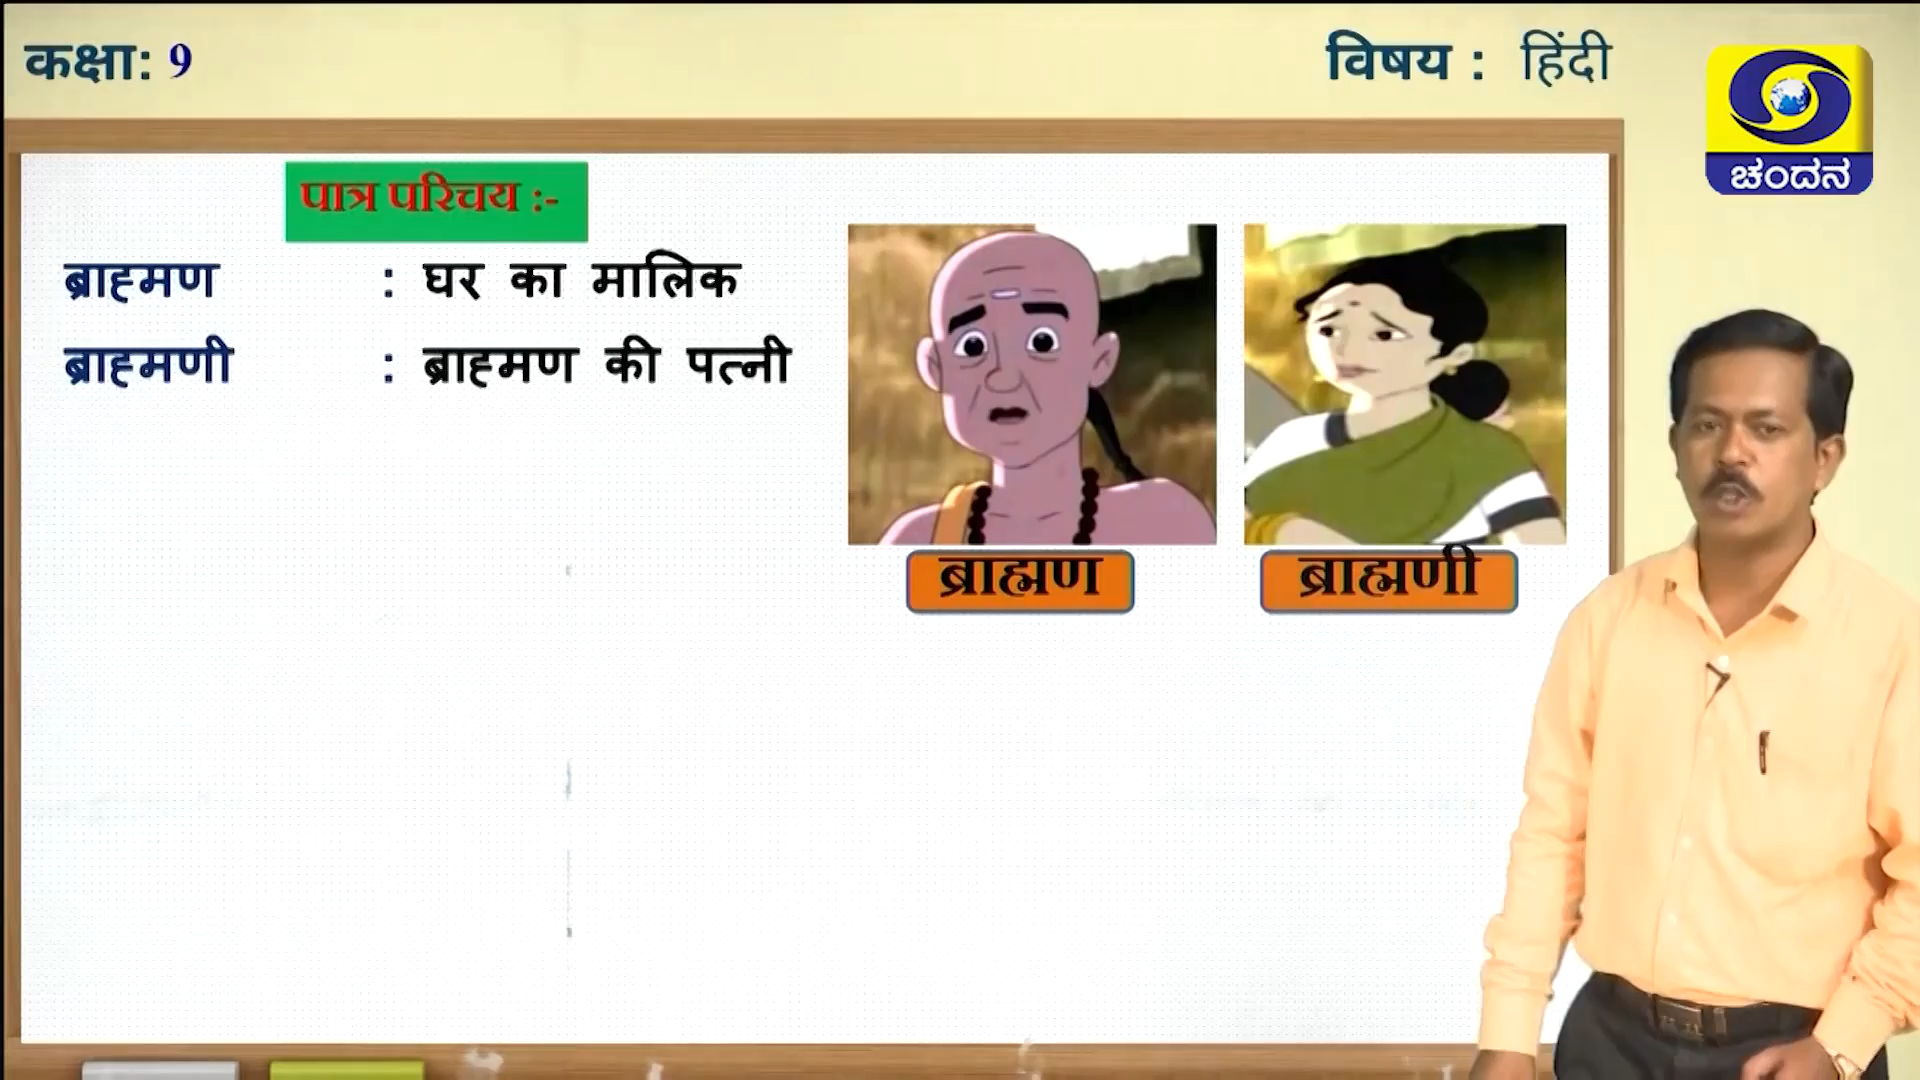 कक्षा: 9
विषय : हिंदी
ಚಂದನ
पात्र परिचय :-
ब्राह्मण : घर का मालिक
ब्राह्मणी : ब्राह्मण की पत्नी
ब्राह्मण
ब्राह्मणी